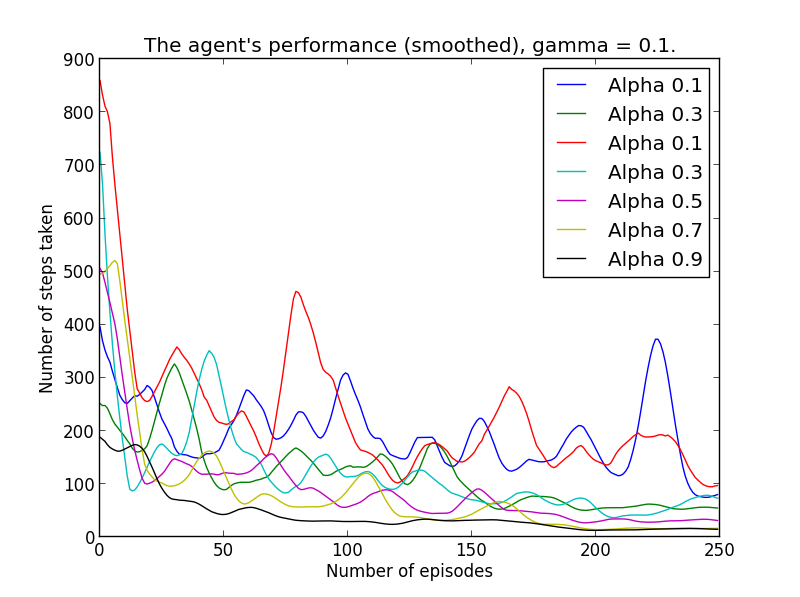 The agent's performance (smoothed), gamma = 0.1.
900
800
700
600
500
400
300
200
100
0
Number of steps taken
Alpha 0.1
Alpha 0.3
Alpha 0.1
Alpha 0.3
Alpha 0.5
Alpha 0.7
Alpha 0.9
0 50 100 150 200 250
Number of episodes